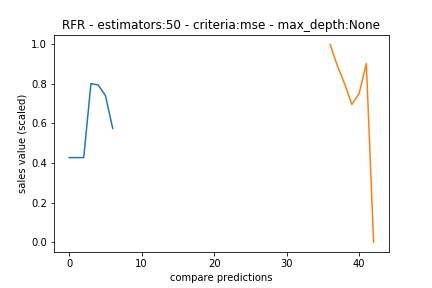 RFR - estimators:50 - criteria:mse - max_depth:None
sales value (scaled)
1.0
0.8
0.6
0.4
0.2
0.0
0 10 20 30 40
compare predictions